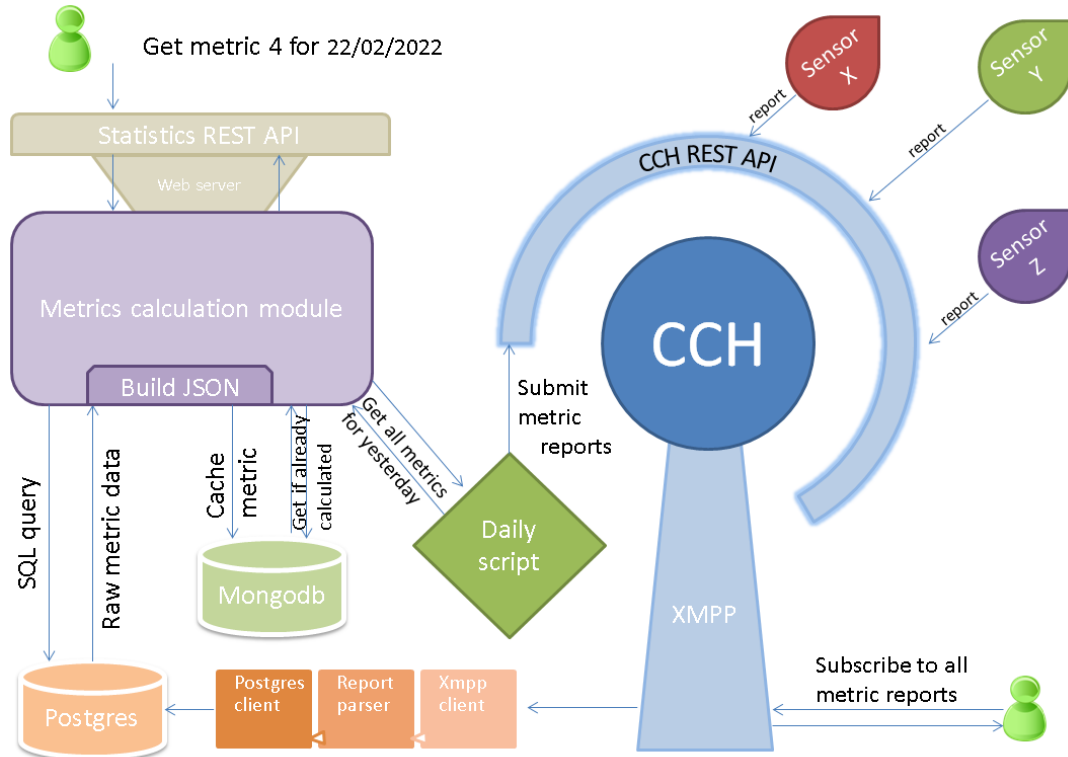 Get metric 4 for 22/02/2022
Statistics REST API
Web server
Metrics calculation module
Build JSON
SQL query
Raw metric data
Cache
metric
Get if already
calculated
Get all metrics
for yesterday
Mongodb
Postgres
Daily
script
Submit
metric
reports
CCH REST API
CCH
XMPP
Sensor
X
report
Sensor
Y
report
Sensor
Z
report
Postgres
client
Report
parser
Xmpp
client
Subscribe to all
metric reports